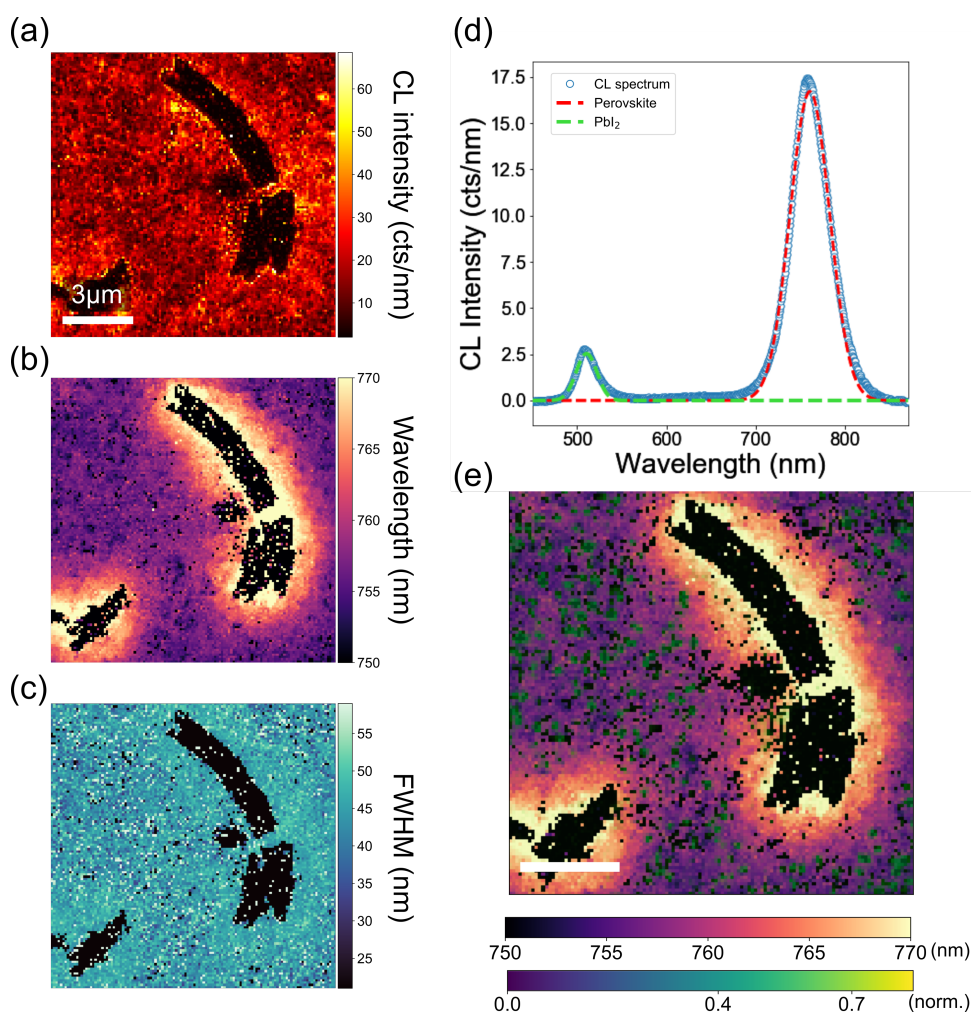 (a)
3μm
60
50
40
30
20
10
CL intensity (cts/nm)
(b)
770
765
760
755
750
Wavelength (nm)
(c)
55
50
45
40
35
30
25
FWHM (nm)
(d)
CL Intensity (cts/nm)
17.5
15.0
12.5
10.0
7.5
5.0
2.5
0.0
CL spectrum
Perovskite
PbI₂
500 600 700 800
Wavelength (nm)
(e)
750 755 760 765 770 (nm)
0.0 0.4 0.7 (norm.)